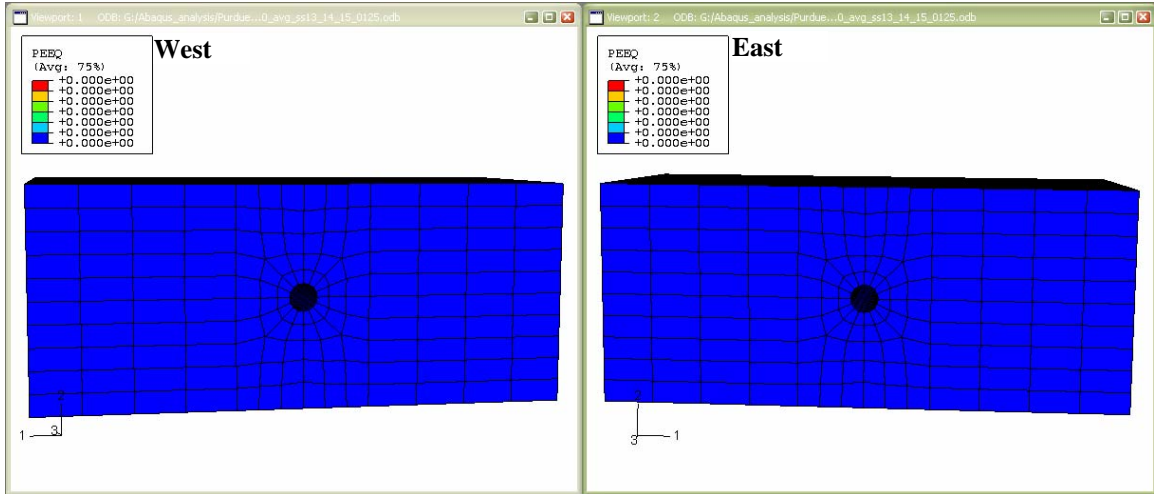 Viewport: 1 ODB: G:/Abaqus_analysis/Purdue...0_avg_ss13_14_15_0125.odb
West
PEEQ
(Avg: 75%)
+0.000e+00
+0.000e+00
+0.000e+00
+0.000e+00
+0.000e+00
+0.000e+00
+0.000e+00
2
1
3
Viewport: 2 ODB: G:/Abaqus_analysis/Purdue...0_avg_ss13_14_15_0125.odb
East
PEEQ
(Avg: 75%)
+0.000e+00
+0.000e+00
+0.000e+00
+0.000e+00
+0.000e+00
+0.000e+00
+0.000e+00
2
3
1